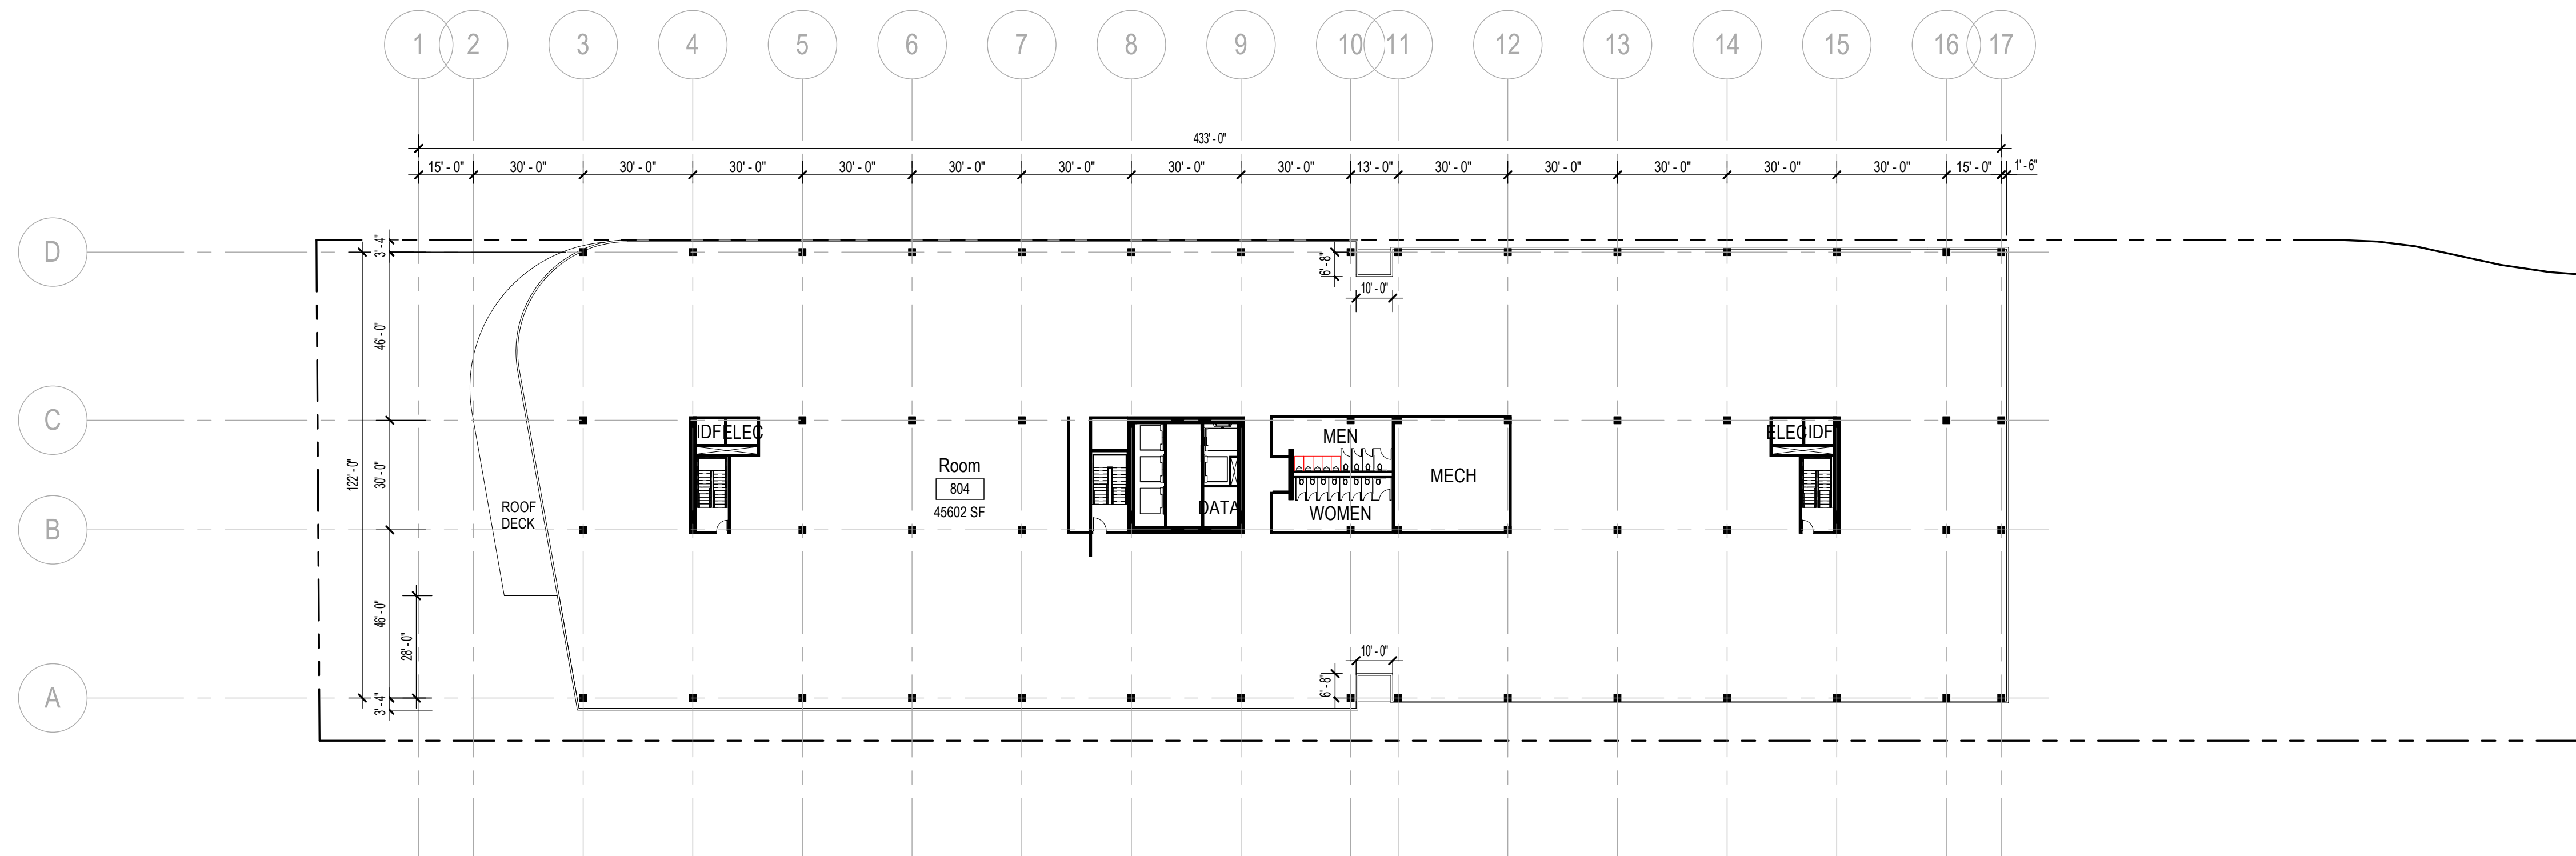 1 2 3 4 5 6 7 8 9 10 11 12 13 14 15 16 17
433' - 0"
15' - 0" 30' - 0" 30' - 0" 30' - 0" 30' - 0" 30' - 0" 30' - 0" 30' - 0" 30' - 0" 13' - 0" 30' - 0" 30' - 0" 30' - 0" 30' - 0" 30' - 0" 15' - 0" 1' - 6"
D
3' - 4"
6' - 8"
10' - 0"
46' - 0"
C
IDF ELEC
MEN
ELEC IDF
122' - 0"
30' - 0"
Room
804
45602 SF
MECH
ROOF
DECK
DATA
WOMEN
B
46' - 0"
28' - 0"
10' - 0"
6' - 8"
A
3' - 4"